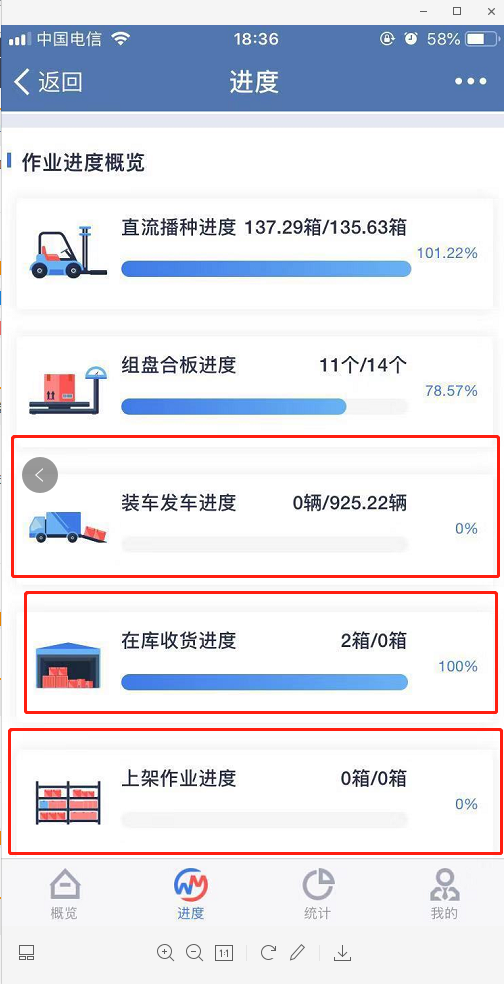 中国电信
18:36
58%
返回
进度
作业进度概览
直流播种进度 137.29箱/135.63箱
101.22%
组盘合板进度 11个/14个
78.57%
装车发车进度 0辆/925.22辆
0%
在库收货进度 2箱/0箱
100%
上架作业进度 0箱/0箱
0%
概览
进度
统计
我的
1:1